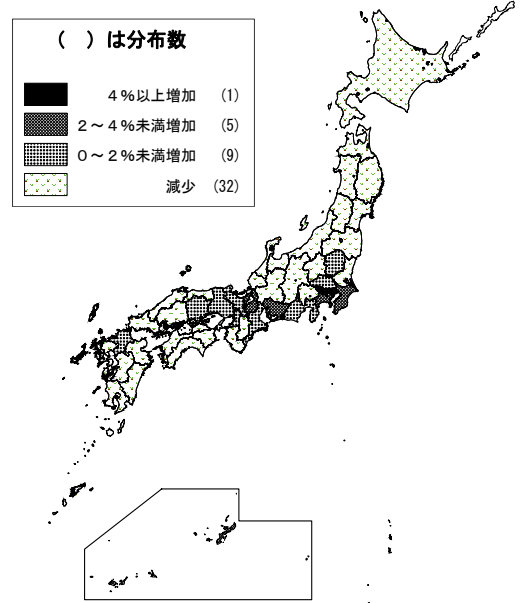 （　）は分布数
４％以上増加　(1)
２～４％未満増加　(5)
０～２％未満増加　(9)
減少　(32)